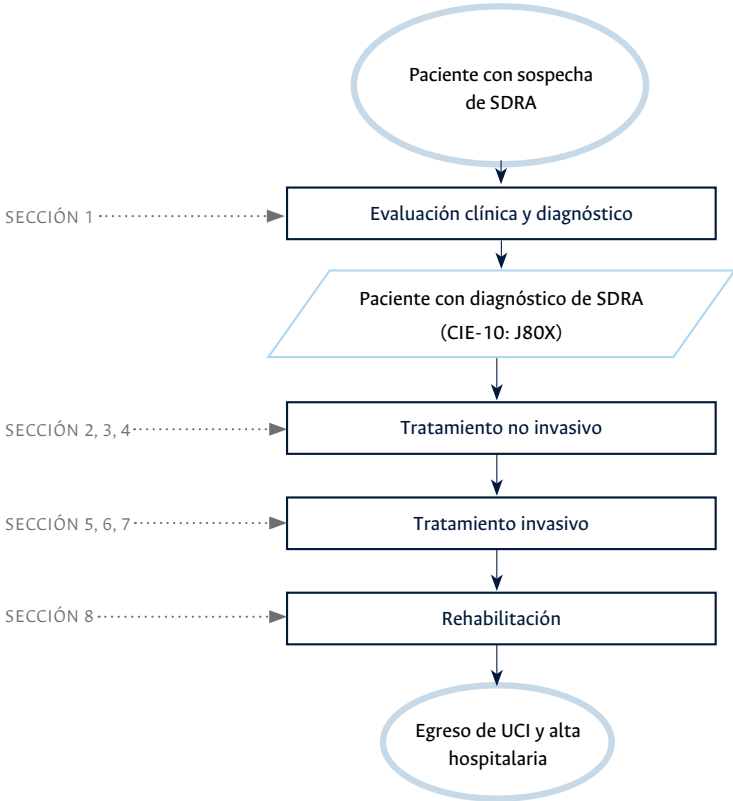 Paciente con sospecha
de SDRA
SECCIÓN 1
Evaluación clínica y diagnóstico
Paciente con diagnóstico de SDRA
(CIE-10: J80X)
SECCIÓN 2, 3, 4
Tratamiento no invasivo
SECCIÓN 5, 6, 7
Tratamiento invasivo
SECCIÓN 8
Rehabilitación
Egreso de UCI y alta
hospitalaria